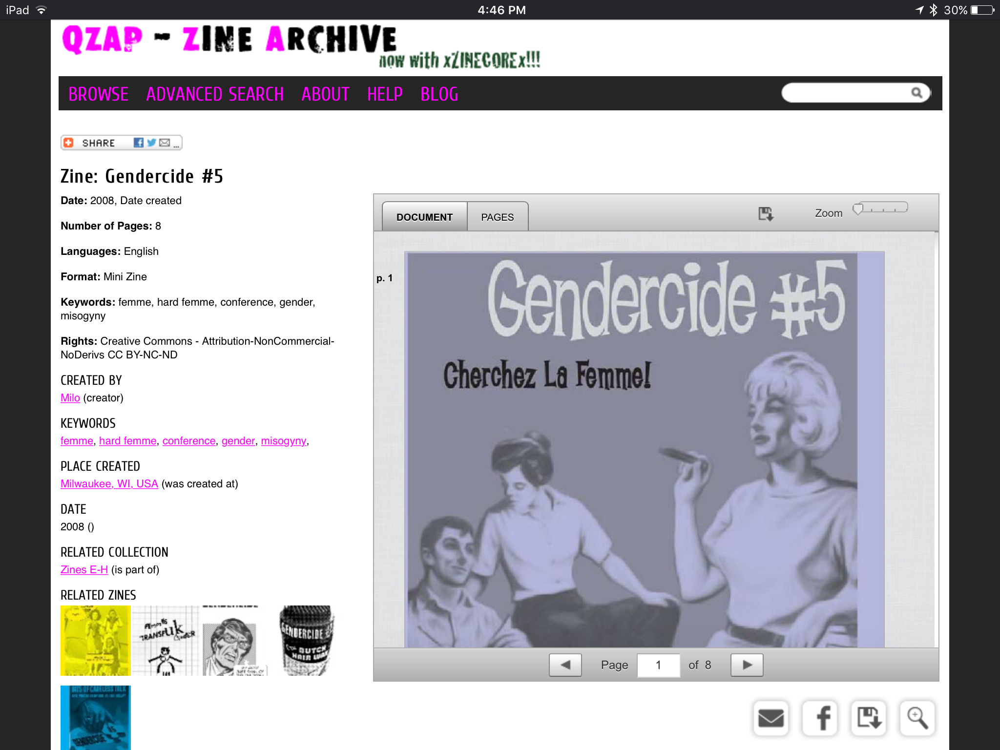 iPad 4:46 PM 30%
QZAP - ZINE ARCHIVE
now with xZINECOREx!!!
BROWSE ADVANCED SEARCH ABOUT HELP BLOG
SHARE ...
Zine: Gendercide #5
Date: 2008, Date created
Number of Pages: 8
Languages: English
Format: Mini Zine
Keywords: femme, hard femme, conference, gender,
misogyny
Rights: Creative Commons - Attribution-NonCommercial-
NoDerivs CC BY-NC-ND
CREATED BY
Milo (creator)
KEYWORDS
femme, hard femme, conference, gender, misogyny,
PLACE CREATED
Milwaukee, WI, USA (was created at)
DATE
2008 ()
RELATED COLLECTION
Zines E-H (is part of)
RELATED ZINES
TRANSFUK
GENDERCIDE
BUTCH
HAIR
BITS OF CARELESS TALK
GENDERCIDE
DOCUMENT PAGES Zoom
p. 1
Gendercide #5
Cherchez La Femme!
Page 1 of 8